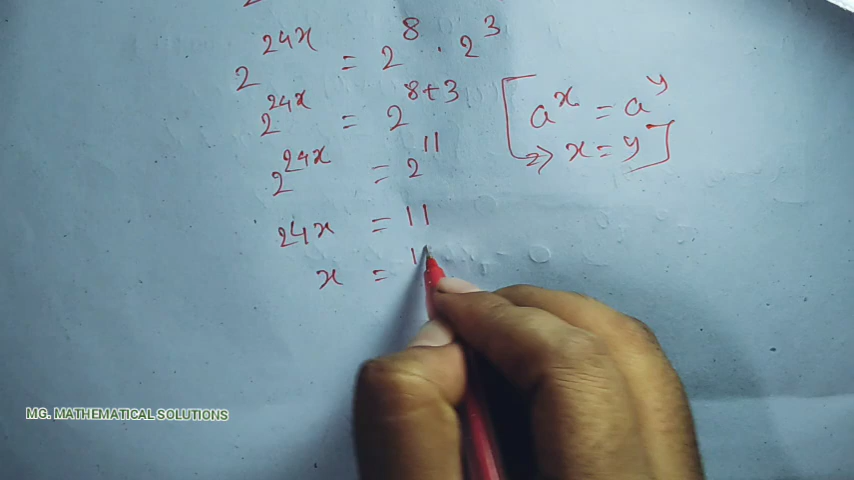 2^24x = 2^8 · 2^3
2^24x = 2^8+3 [a^x = a^y
2^24x = 2^11 => x = y]
24x = 11
x = 1
MG. MATHEMATICAL SOLUTIONS